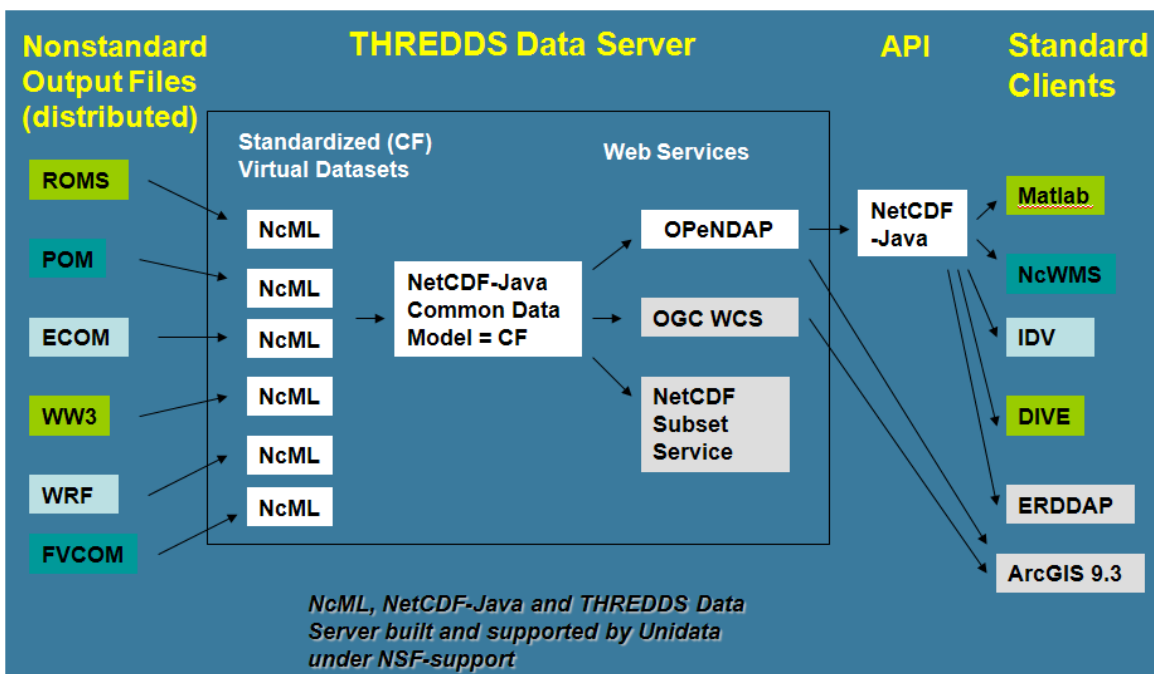 Nonstandard
Output Files
(distributed)
THREDDS Data Server
API
Standard
Clients
Standardized (CF)
Virtual Datasets
Web Services
ROMS
POM
ECOM
WW3
WRF
FVCOM
NcML
NcML
NcML
NcML
NcML
NcML
NetCDF-Java
Common Data
Model = CF
OPeNDAP
OGC WCS
NetCDF
Subset
Service
NetCDF
-Java
Matlab
NcWMS
IDV
DIVE
ERDDAP
ArcGIS 9.3
NcML, NetCDF-Java and THREDDS Data
Server built and supported by Unidata
under NSF-support